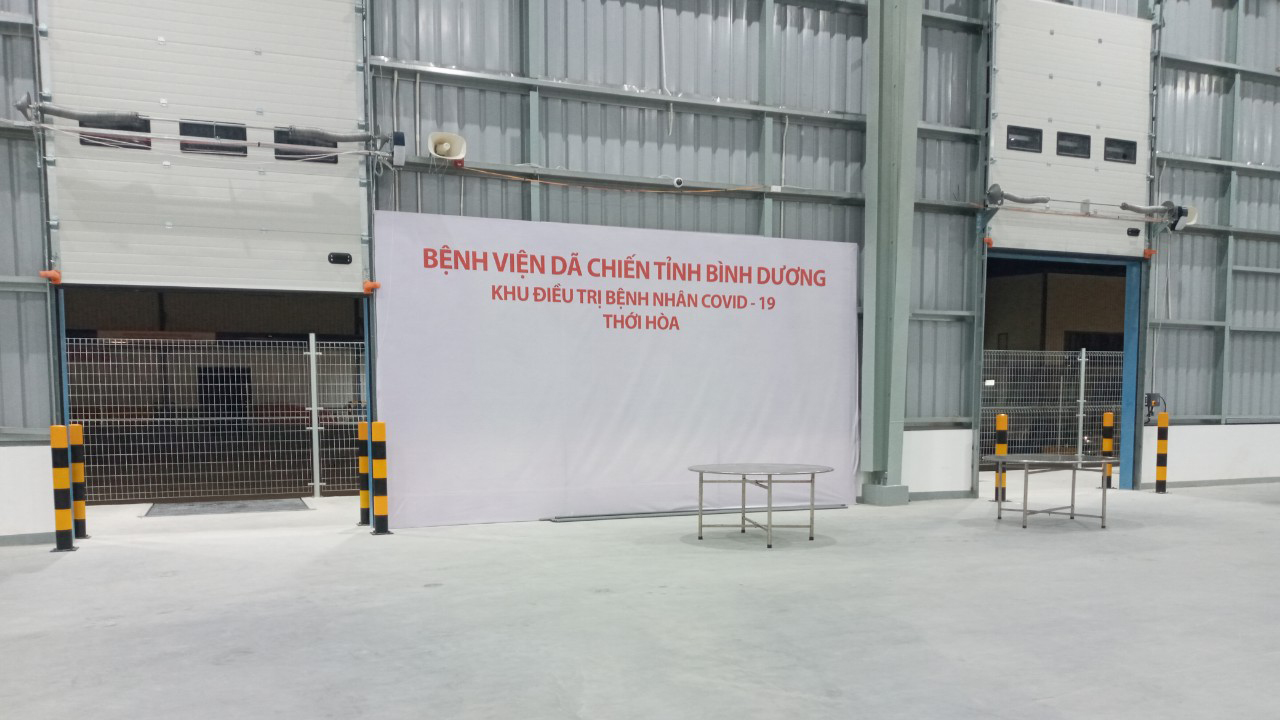 BỆNH VIỆN DÃ CHIẾN TỈNH BÌNH DƯƠNG
KHU ĐIỀU TRỊ BỆNH NHÂN COVID - 19
THỚI HÒA